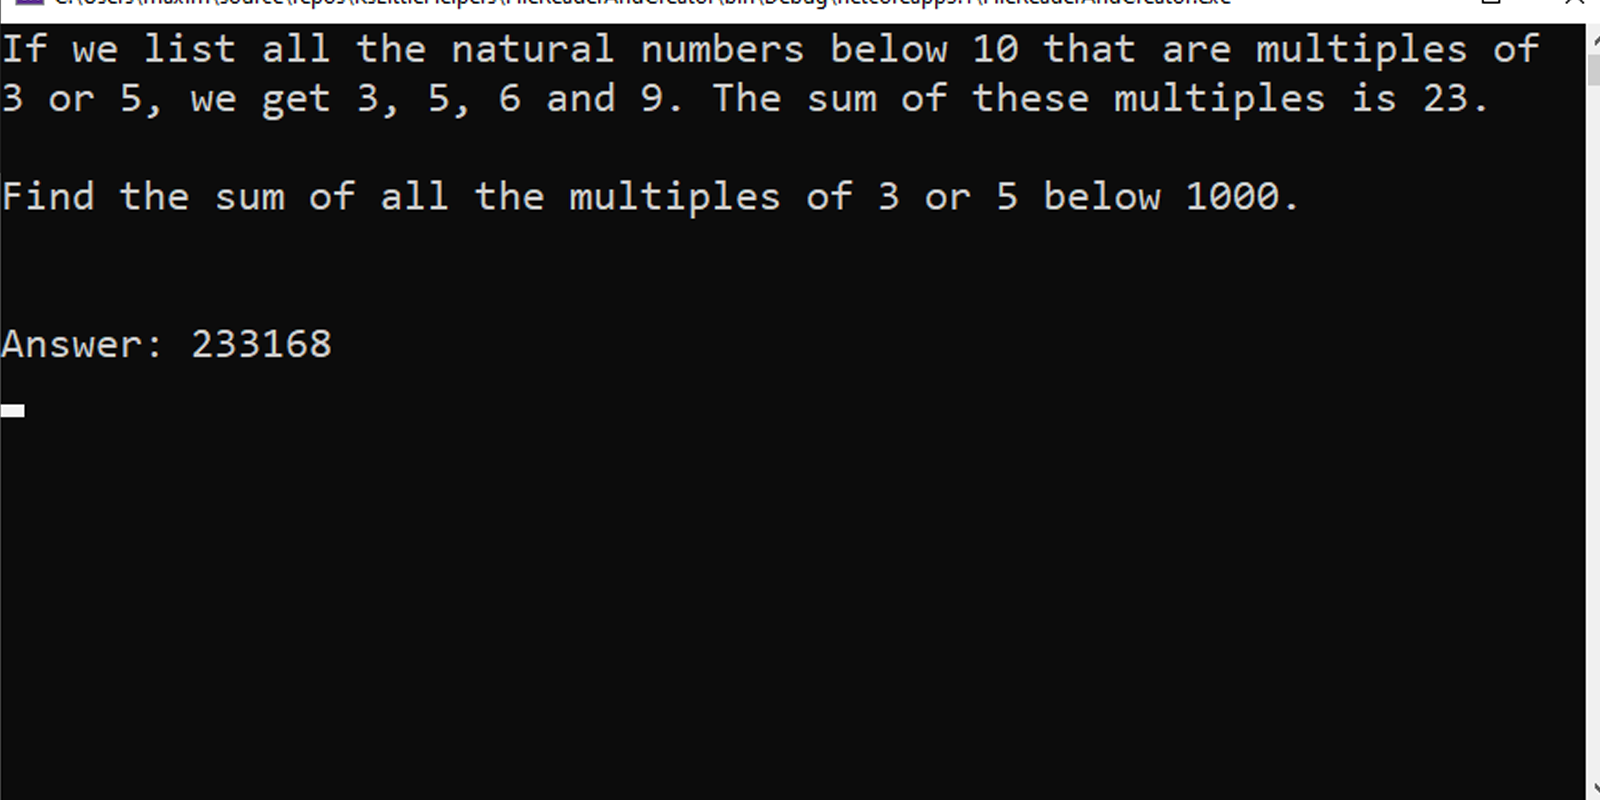 If we list all the natural numbers below 10 that are multiples of
3 or 5, we get 3, 5, 6 and 9. The sum of these multiples is 23.
Find the sum of all the multiples of 3 or 5 below 1000.
Answer: 233168